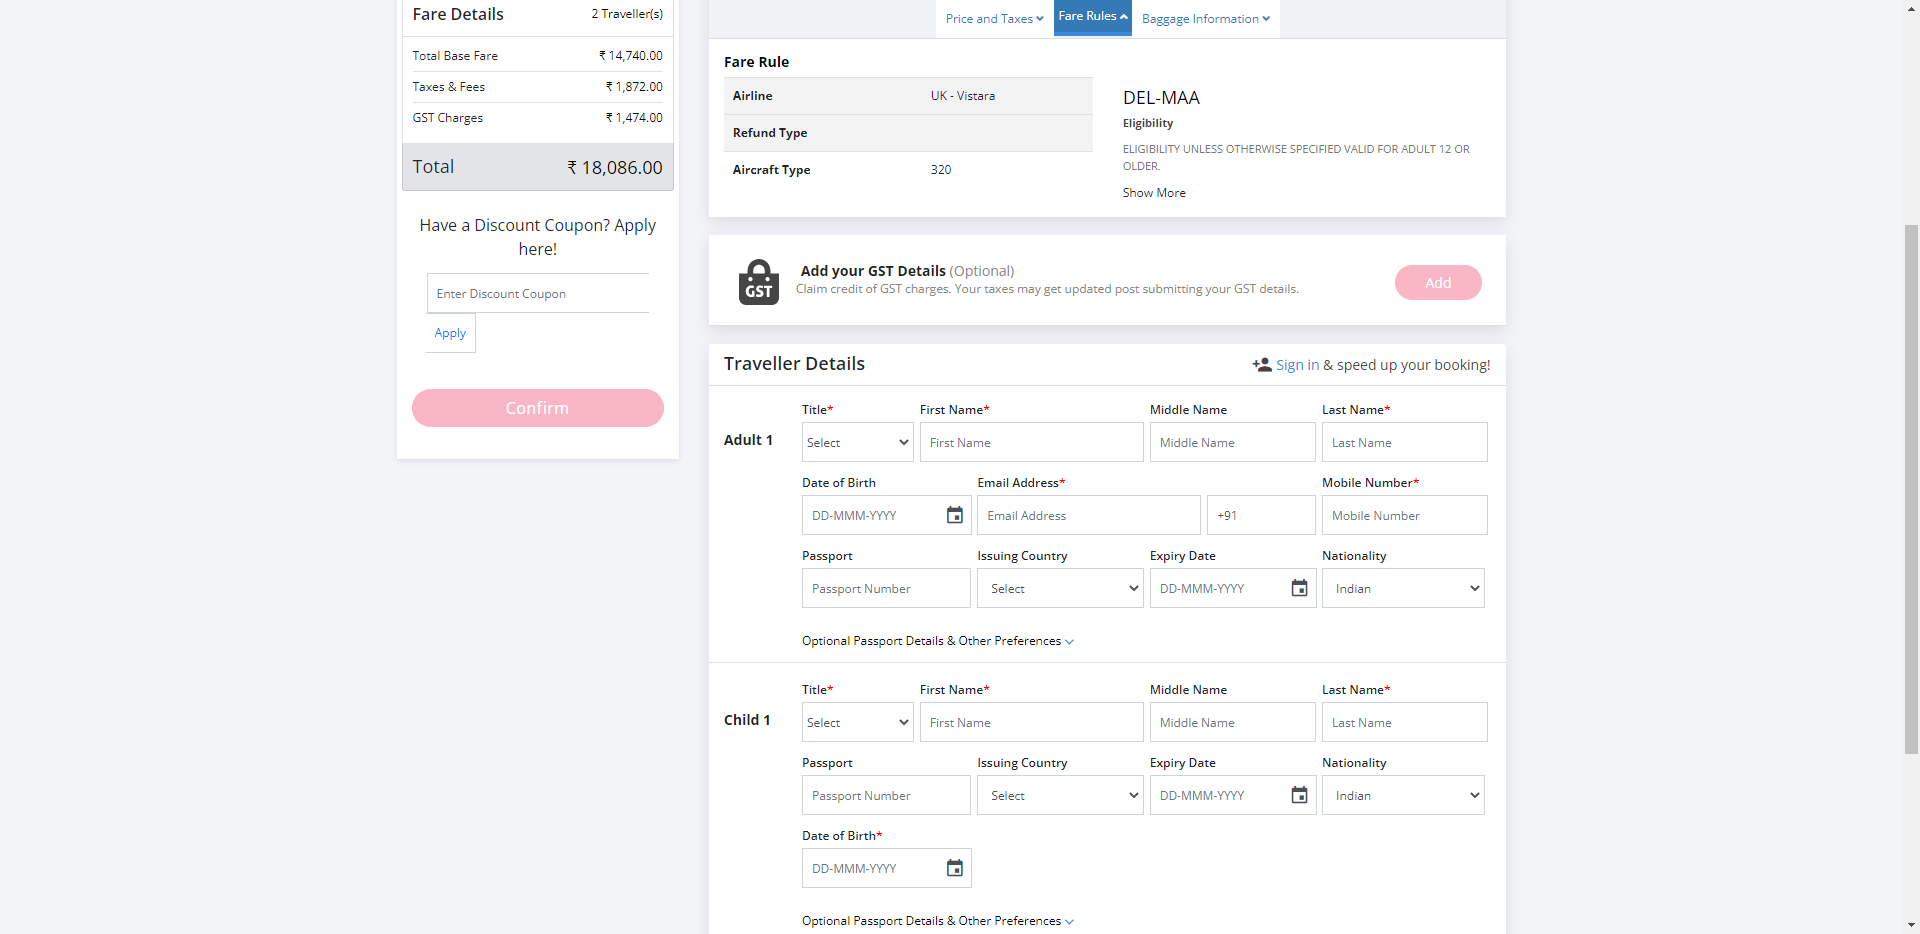 Fare Details
2 Traveller(s)
Total Base Fare
₹ 14,740.00
Taxes & Fees
₹ 1,872.00
GST Charges
₹ 1,474.00
Total
₹ 18,086.00
Have a Discount Coupon? Apply
here!
Enter Discount Coupon
Apply
Confirm
Price and Taxes
Fare Rules
Baggage Information
Fare Rule
Airline
UK - Vistara
Refund Type
Aircraft Type
320
DEL-MAA
Eligibility
ELIGIBILITY UNLESS OTHERWISE SPECIFIED VALID FOR ADULT 12 OR
OLDER.
Show More
GST
Add your GST Details (Optional)
Claim credit of GST charges. Your taxes may get updated post submitting your GST details.
Add
Traveller Details
Sign in & speed up your booking!
Adult 1
Title*
First Name*
Middle Name
Last Name*
Select
First Name
Middle Name
Last Name
Date of Birth
Email Address*
Mobile Number*
DD-MMM-YYYY
Email Address
+91
Mobile Number
Passport
Issuing Country
Expiry Date
Nationality
Passport Number
Select
DD-MMM-YYYY
Indian
Optional Passport Details & Other Preferences
Child 1
Title*
First Name*
Middle Name
Last Name*
Select
First Name
Middle Name
Last Name
Passport
Issuing Country
Expiry Date
Nationality
Passport Number
Select
DD-MMM-YYYY
Indian
Date of Birth*
DD-MMM-YYYY
Optional Passport Details & Other Preferences